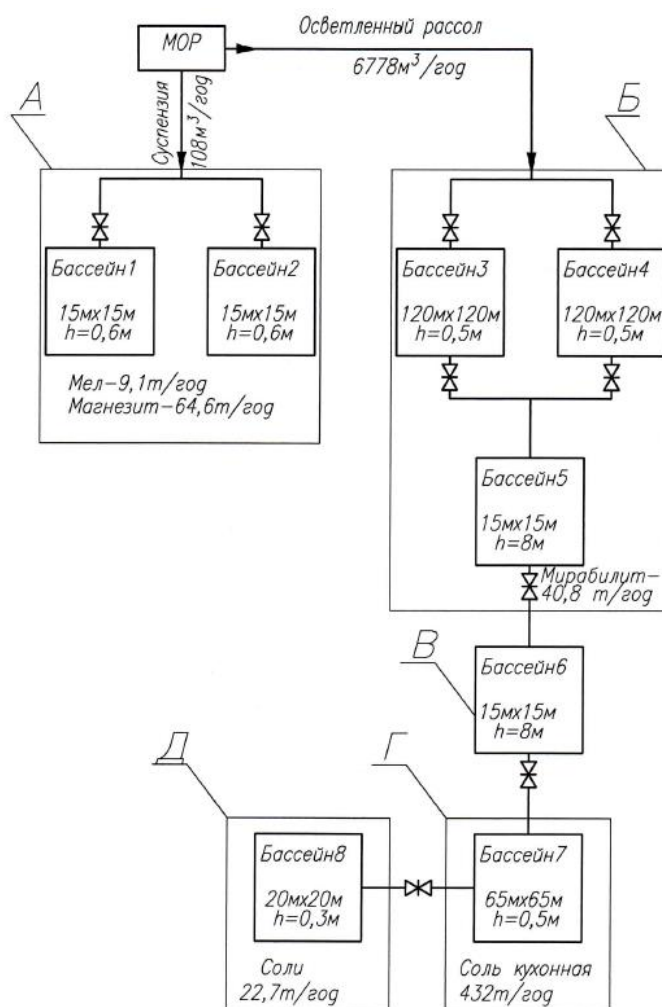 МОР
Осветленный рассол
6778м³/год
Суспензия
108м³/год
А
Б
Бассейн1
15мх15м
h=0,6м
Бассейн2
15мх15м
h=0,6м
Мел-9,1т/год
Магнезит-64,6т/год
Бассейн3
120мх120м
h=0,5м
Бассейн4
120мх120м
h=0,5м
Бассейн5
15мх15м
h=8м
Мирабилит-
40,8 т/год
В
Бассейн6
15мх15м
h=8м
Д
Г
Бассейн8
20мх20м
h=0,3м
Соли
22,7т/год
Бассейн7
65мх65м
h=0,5м
Соль кухонная
432т/год